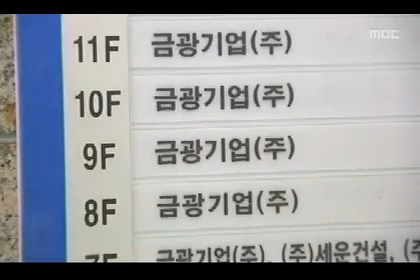 mbc
11F 금광기업(주)
10F 금광기업(주)
9F 금광기업(주)
8F 금광기업(주)
7F 금광기업(주), (주)세운건설,